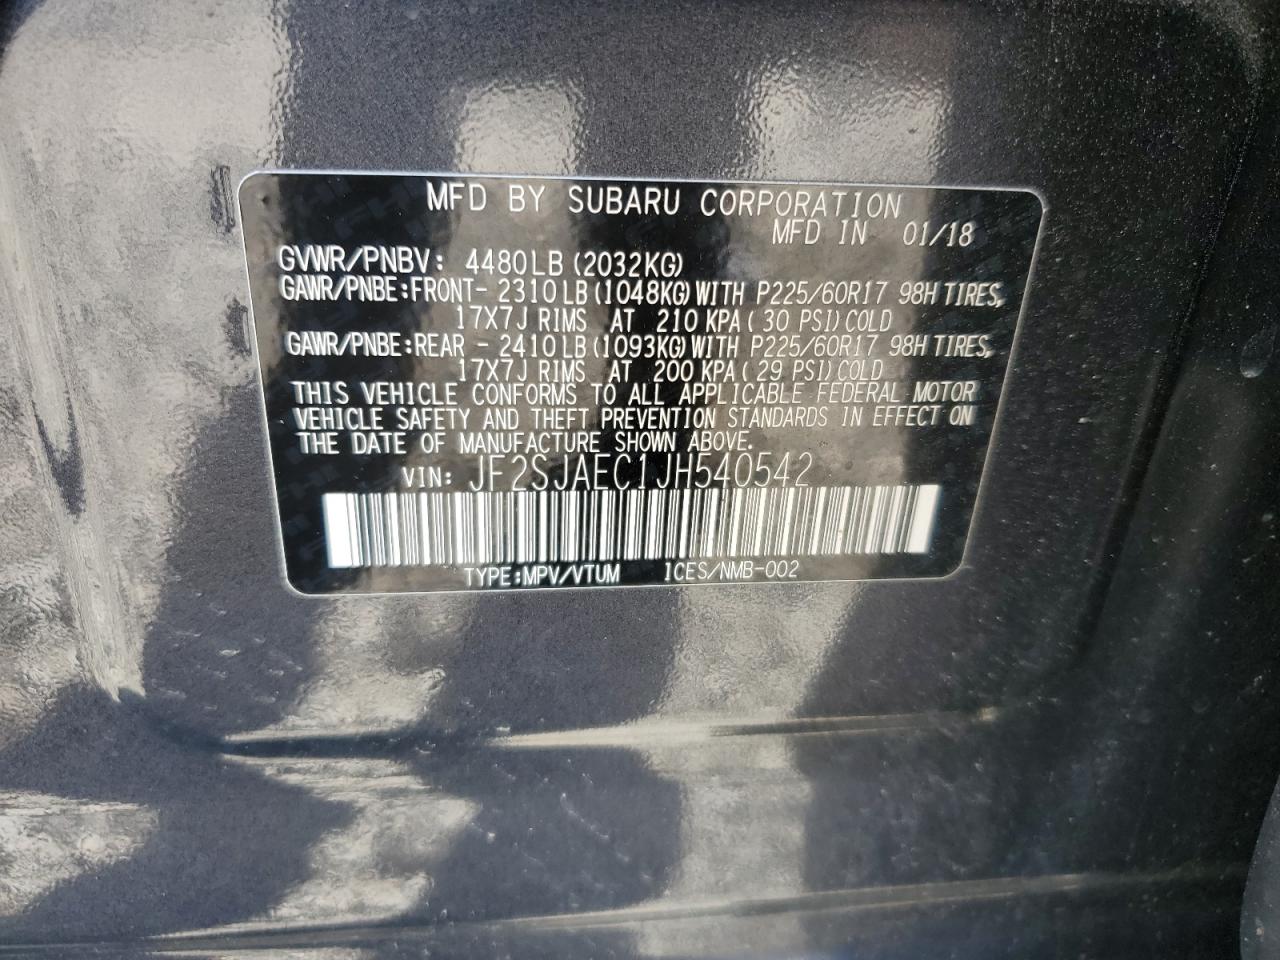 MFD BY SUBARU CORPORATION
MFD IN 01/18
GVWR/PNBV: 4480LB (2032KG)
GAWR/PNBE:FRONT- 2310LB (1048KG) WITH P225/60R17 98H TIRES,
17X7J RIMS AT 210 KPA (30 PSI) COLD
GAWR/PNBE:REAR - 2410LB (1093KG) WITH P225/60R17 98H TIRES,
17X7J RIMS AT 200 KPA (29 PSI) COLD
THIS VEHICLE CONFORMS TO ALL APPLICABLE FEDERAL MOTOR
VEHICLE SAFETY AND THEFT PREVENTION STANDARDS IN EFFECT ON
THE DATE OF MANUFACTURE SHOWN ABOVE.
VIN: JF2SJAEC1JH540542
TYPE:MPV/VTUM ICES/NMB-002